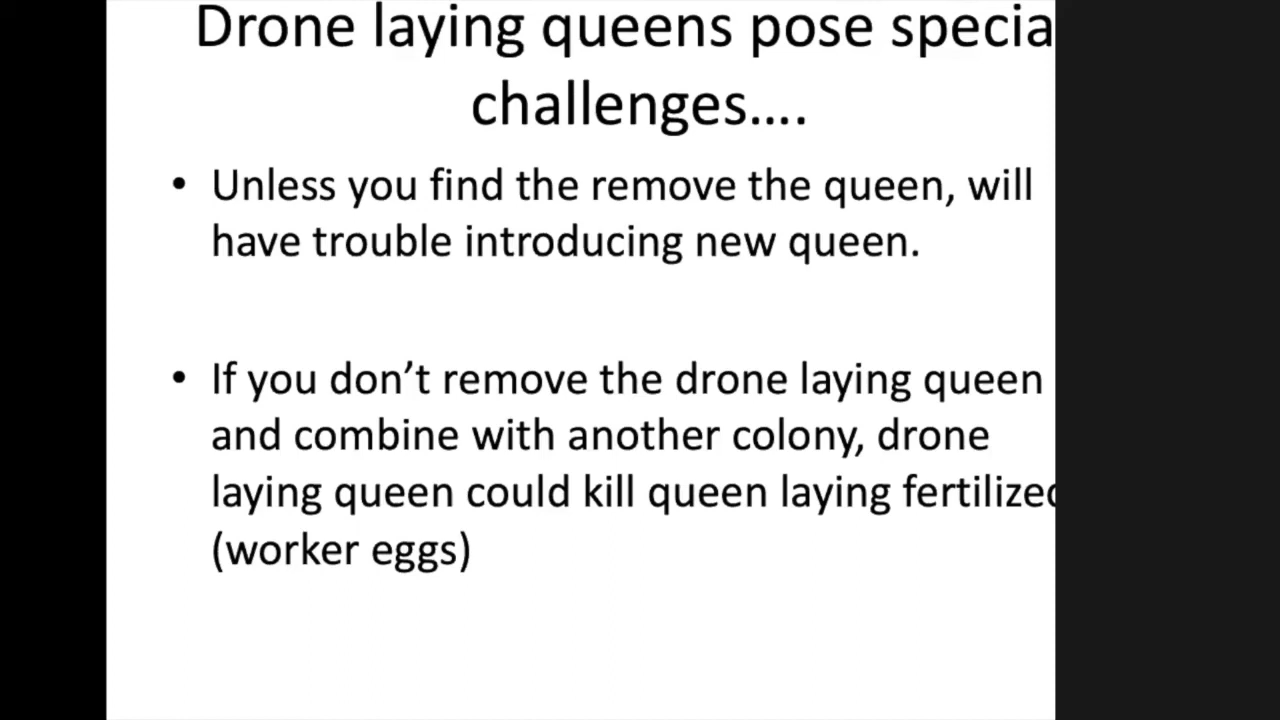 Drone laying queens pose specia
challenges....
• Unless you find the remove the queen, will
have trouble introducing new queen.
• If you don't remove the drone laying queen
and combine with another colony, drone
laying queen could kill queen laying fertilized
(worker eggs)